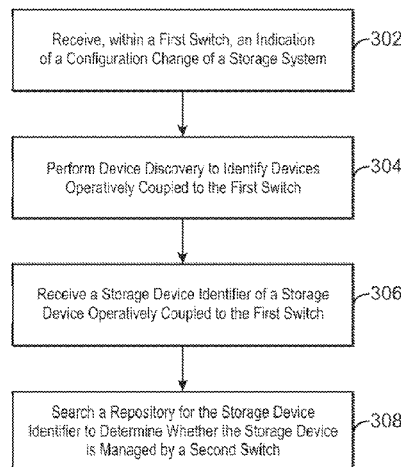 Receive, within a First Switch, an Indication
of a Configuration Change of a Storage System
302
Perform Device Discovery to Identify Devices
Operatively Coupled to the First Switch
304
Receive a Storage Device Identifier of a Storage
Device Operatively Coupled to the First Switch
306
Search a Repository for the Storage Device
Identifier to Determine Whether the Storage Device
is Managed by a Second Switch
308